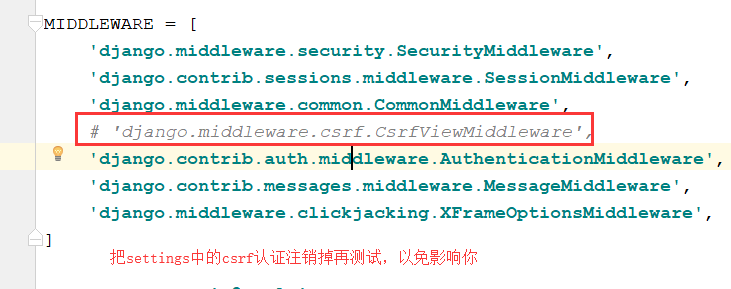 MIDDLEWARE = [
'django.middleware.security.SecurityMiddleware',
'django.contrib.sessions.middleware.SessionMiddleware',
'django.middleware.common.CommonMiddleware',
# 'django.middleware.csrf.CsrfViewMiddleware',
'django.contrib.auth.middleware.AuthenticationMiddleware',
'django.contrib.messages.middleware.MessageMiddleware',
'django.middleware.clickjacking.XFrameOptionsMiddleware',
]
把settings中的csrf认证注销掉再测试，以免影响你